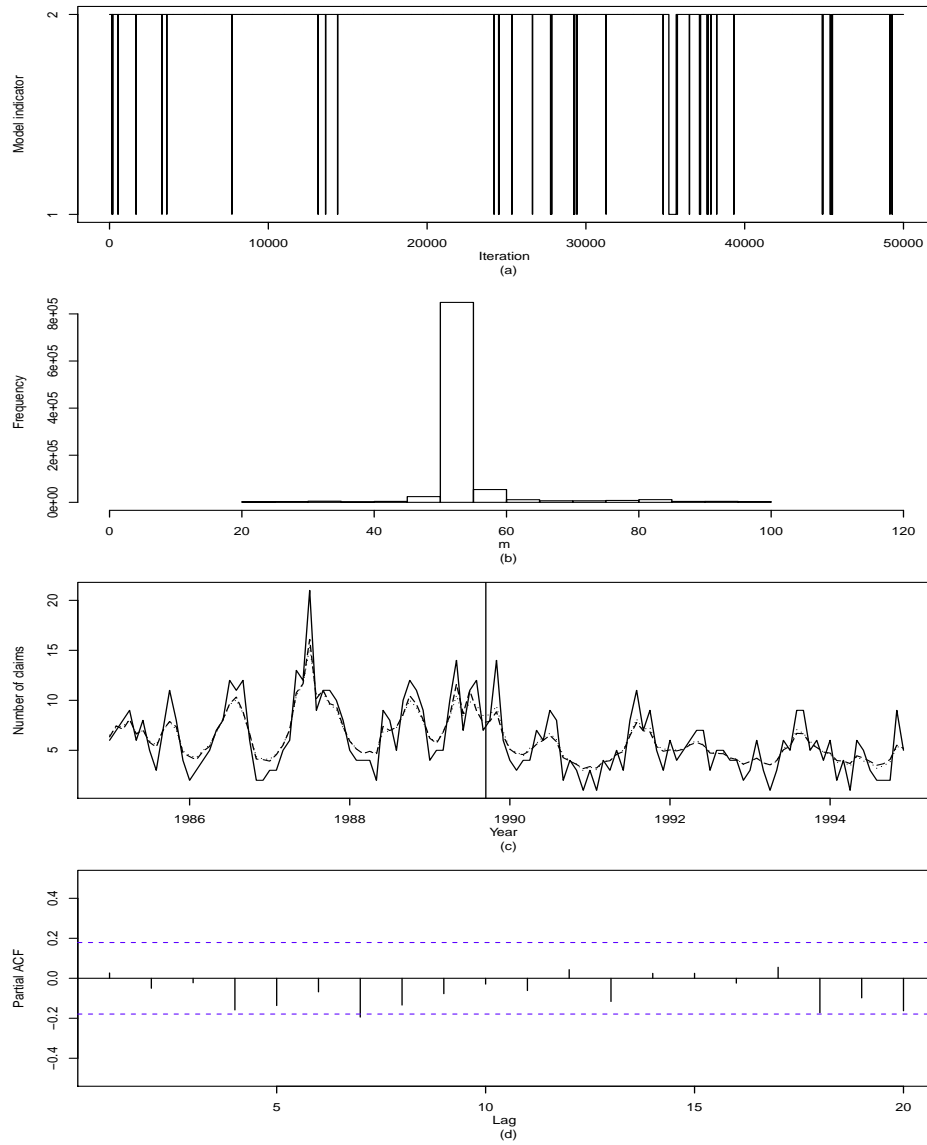 Model indicator
2
1
0 10000 20000 30000 40000 50000
Iteration
(a)
Frequency
8e+05
6e+05
4e+05
2e+05
0e+00
0 20 40 60 80 100 120
m
(b)
Number of claims
20
15
10
5
1986 1988 1990 1992 1994
Year
(c)
Partial ACF
0.4
0.2
0.0
−0.2
−0.4
5 10 15 20
Lag
(d)